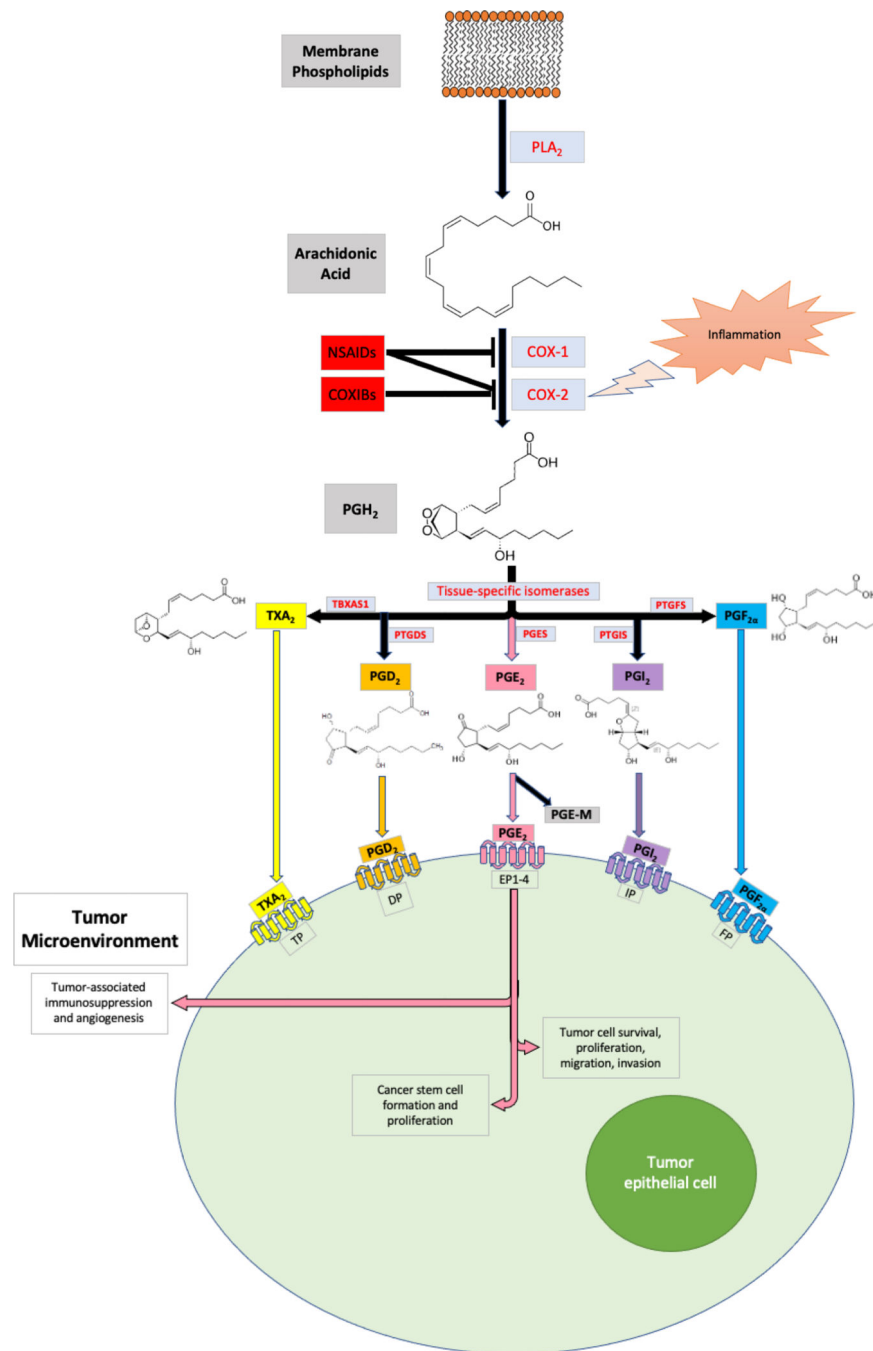 Membrane
Phospholipids
PLA₂
O
OH
Arachidonic
Acid
Inflammation
NSAIDs
COX-1
COXIBs
COX-2
O
OH
PGH₂
O
O
OH
Tissue-specific isomerases
TBXAS1
PTGFS
TXA₂
PGF₂α
PTGDS
PGES
PTGIS
O
OH
O
O
OH
HO
HO
O
OH
OH
PGD₂
PGE₂
PGI₂
HO
O
OH
O
OH
CH₃
O
O
OH
HO
OH
O
HO
O
H
H
OH
OH
PGE-M
PGE₂
PGD₂
PGI₂
EP1-4
TXA₂
DP
IP
PGF₂α
TP
FP
Tumor
Microenvironment
Tumor-associated
immunosuppression
and angiogenesis
Tumor cell survival,
proliferation,
migration, invasion
Cancer stem cell
formation and
proliferation
Tumor
epithelial cell